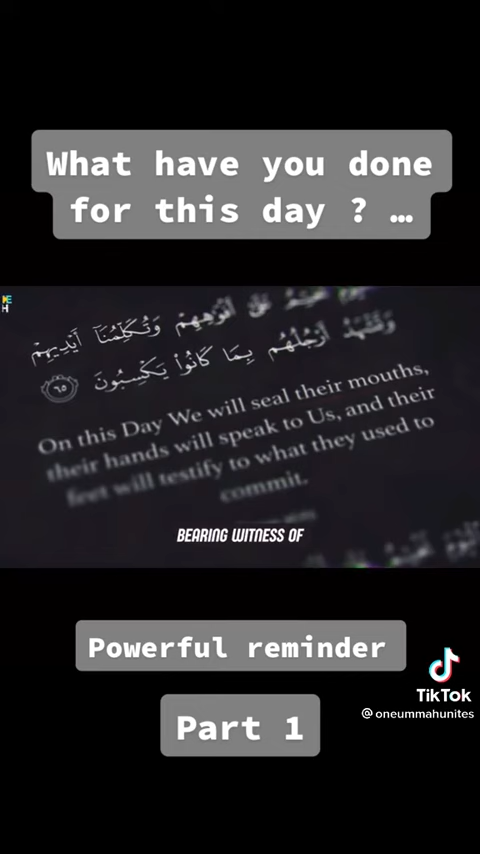 What have you done
for this day ? …
عَلَىٰٓ أَفْوَٰهِهِمْ وَتُكَلِّمُنَآ أَيْدِيهِمْ
وَتَشْهَدُ أَرْجُلُهُم بِمَا كَانُوا۟ يَكْسِبُونَ ٦٥
On this Day We will seal their mouths,
their hands will speak to Us, and their
feet will testify to what they used to
commit.
BEARING WITNESS OF
Powerful reminder
Part 1
TikTok
@oneummahunites